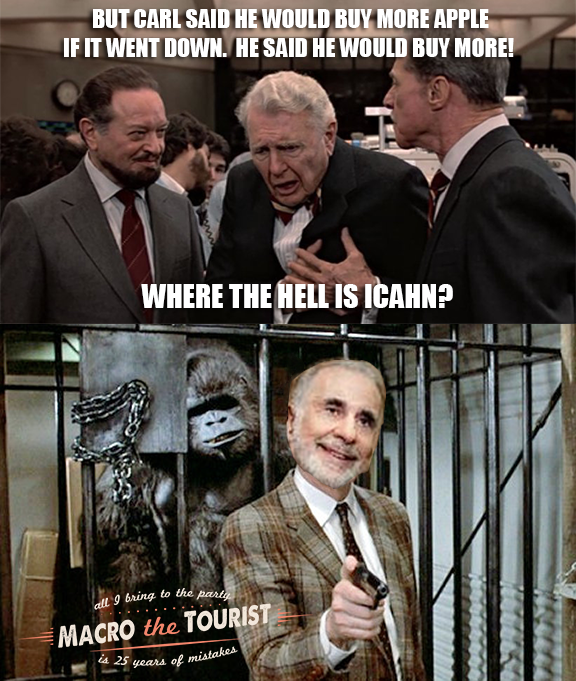 BUT CARL SAID HE WOULD BUY MORE APPLE
IF IT WENT DOWN.  HE SAID HE WOULD BUY MORE!
WHERE THE HELL IS ICAHN?
all I bring to the party
MACRO the TOURIST
is 25 years of mistakes